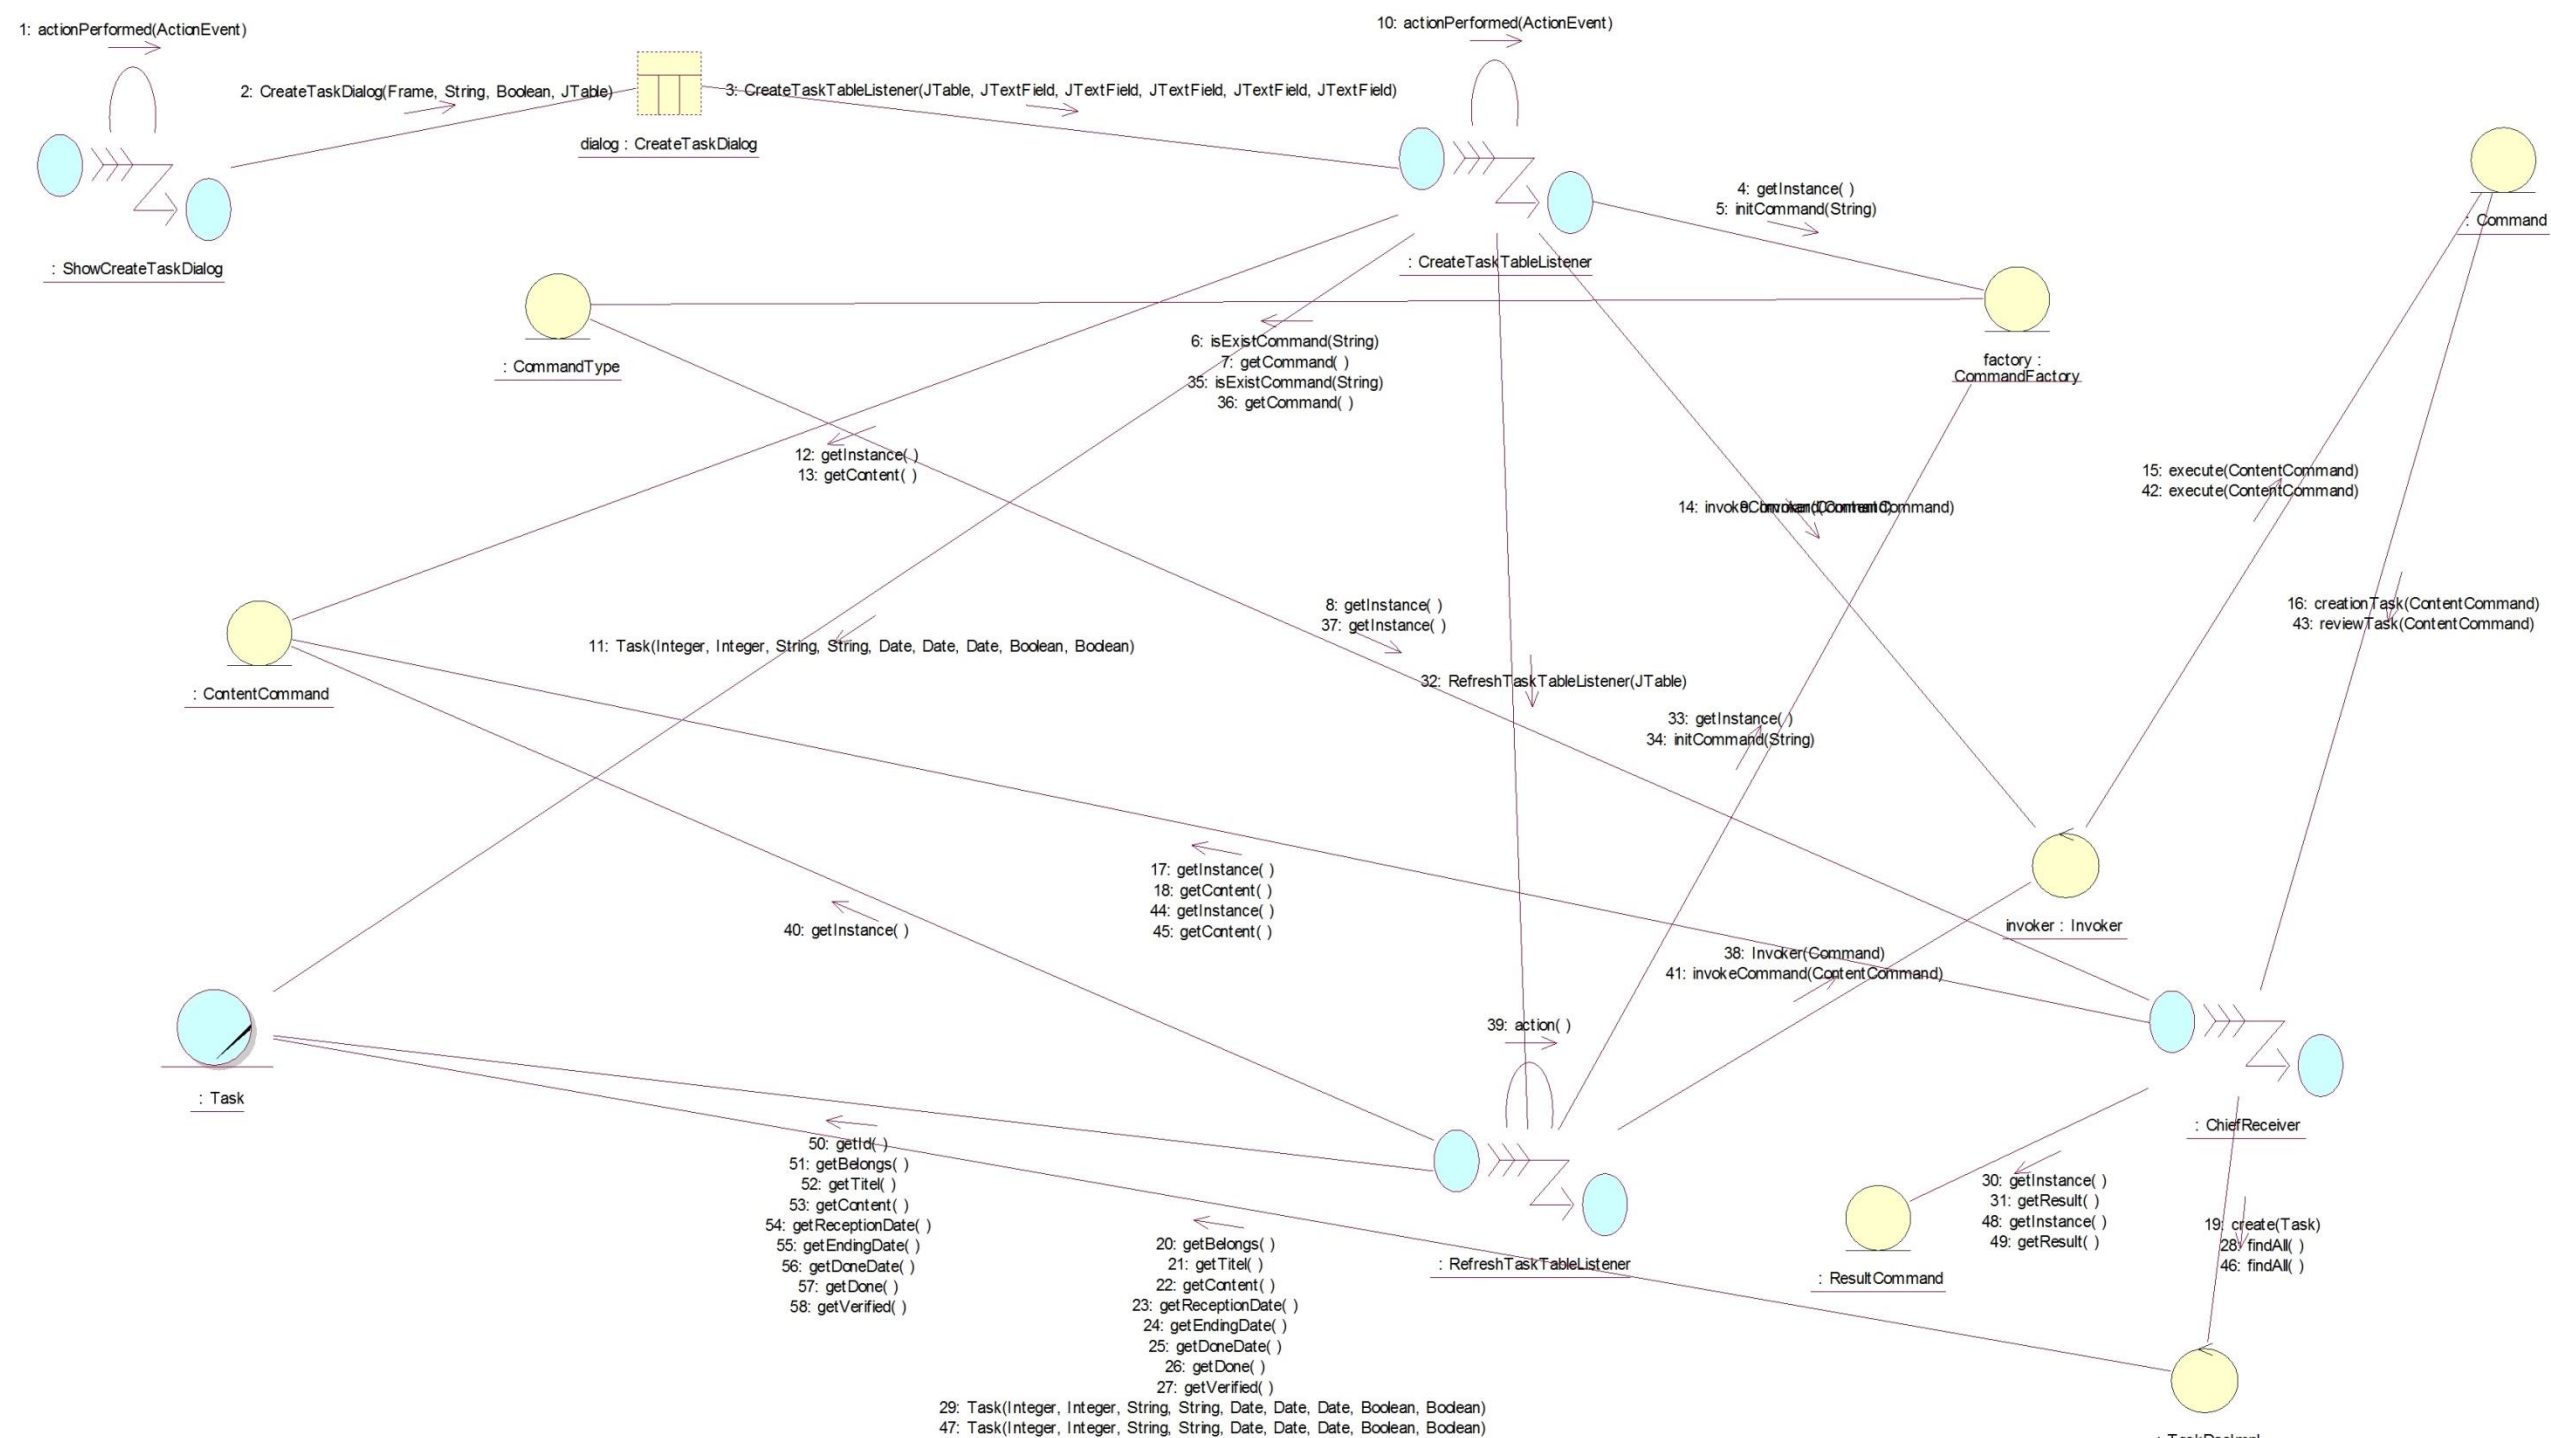 1: actionPerformed(ActionEvent)
10: actionPerformed(ActionEvent)
2: CreateTaskDialog(Frame, String, Boolean, JTable)
3: CreateTaskTableListener(JTable, JTextField, JTextField, JTextField, JTextField, JTextField)
dialog : CreateTaskDialog
: ShowCreateTaskDialog
: CreateTaskTableListener
4: getInstance( )
5: initCommand(String)
: Command
: CommandType
factory :
CommandFactory
6: isExistCommand(String)
7: getCommand( )
35: isExistCommand(String)
36: getCommand( )
12: getInstance( )
13: getContent( )
15: execute(ContentCommand)
42: execute(ContentCommand)
14: invokeCommand(ContentCommand)
8: getInstance( )
37: getInstance( )
16: creationTask(ContentCommand)
43: reviewTask(ContentCommand)
11: Task(Integer, Integer, String, String, Date, Date, Date, Boolean, Boolean)
: ContentCommand
32: RefreshTaskTableListener(JTable)
33: getInstance( )
34: initCommand(String)
17: getInstance( )
18: getContent( )
44: getInstance( )
45: getContent( )
40: getInstance( )
invoker : Invoker
38: Invoker(Command)
41: invokeCommand(ContentCommand)
39: action( )
: Task
: ChiefReceiver
50: getId( )
51: getBelongs( )
52: getTitel( )
53: getContent( )
54: getReceptionDate( )
55: getEndingDate( )
56: getDoneDate( )
57: getDone( )
58: getVerified( )
20: getBelongs( )
21: getTitel( )
22: getContent( )
23: getReceptionDate( )
24: getEndingDate( )
25: getDoneDate( )
26: getDone( )
27: getVerified( )
29: Task(Integer, Integer, String, String, Date, Date, Date, Boolean, Boolean)
47: Task(Integer, Integer, String, String, Date, Date, Date, Boolean, Boolean)
: RefreshTaskTableListener
30: getInstance( )
31: getResult( )
48: getInstance( )
49: getResult( )
: ResultCommand
19: create(Task)
28: findAll( )
46: findAll( )